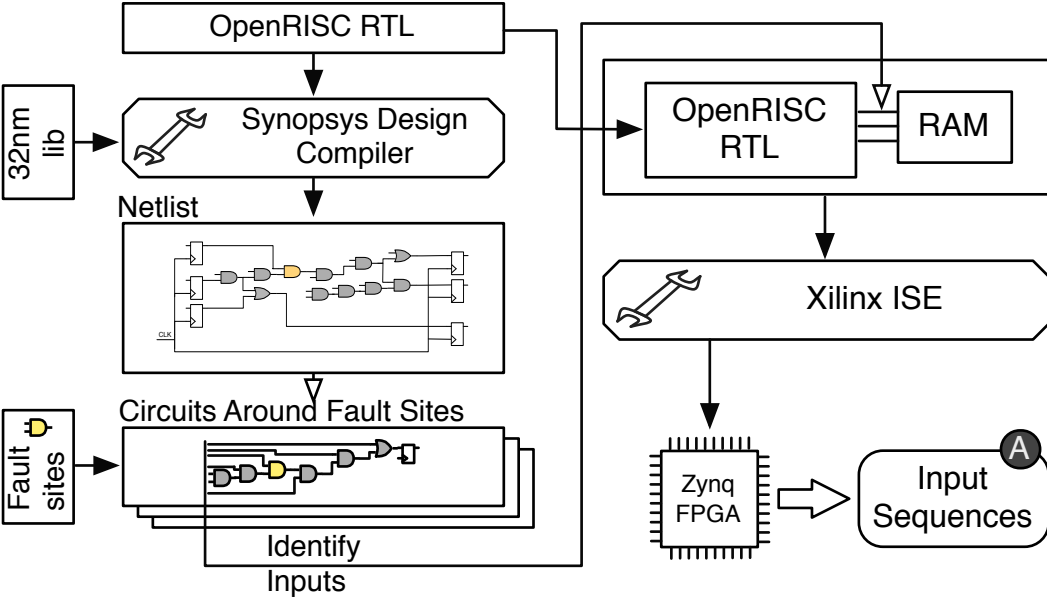 OpenRISC RTL
32nm
lib
Synopsys Design
Compiler
Netlist
CLK
Circuits Around Fault Sites
Fault
sites
Identify
Inputs
OpenRISC
RTL
RAM
Xilinx ISE
Zynq
FPGA
A
Input
Sequences